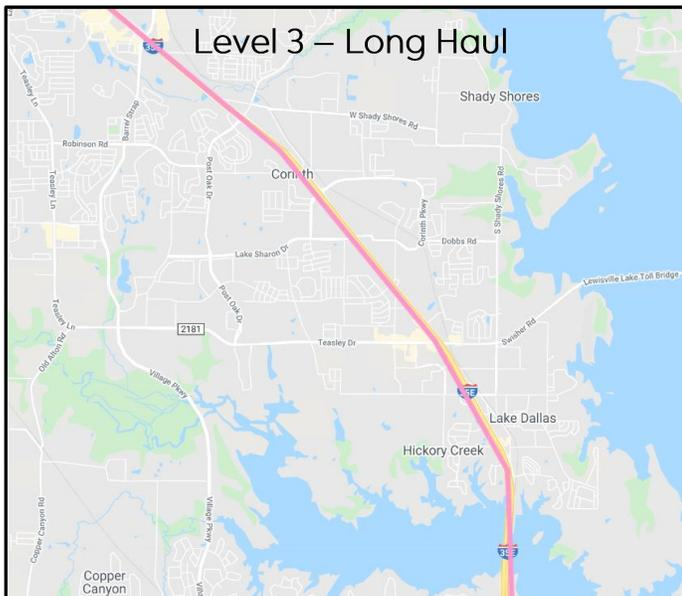 Level 3 – Long Haul
35E
Shady Shores
Teasley Ln
Barrel Strap
W Shady Shores Rd
Robinson Rd
Post Oak Dr
Corinth
S Shady Shores Rd
Teasley Ln
Corinth Pkwy
Dobbs Rd
Lake Sharon Dr
Lewisville Lake Toll Bridge
Post Oak Dr
Teasley Ln
2181
Swisher Rd
Teasley Dr
Old Alton Rd
Village Pkwy
35E
Lake Dallas
Hickory Creek
Village Pkwy
Copper Canyon Rd
35E
Copper
Canyon